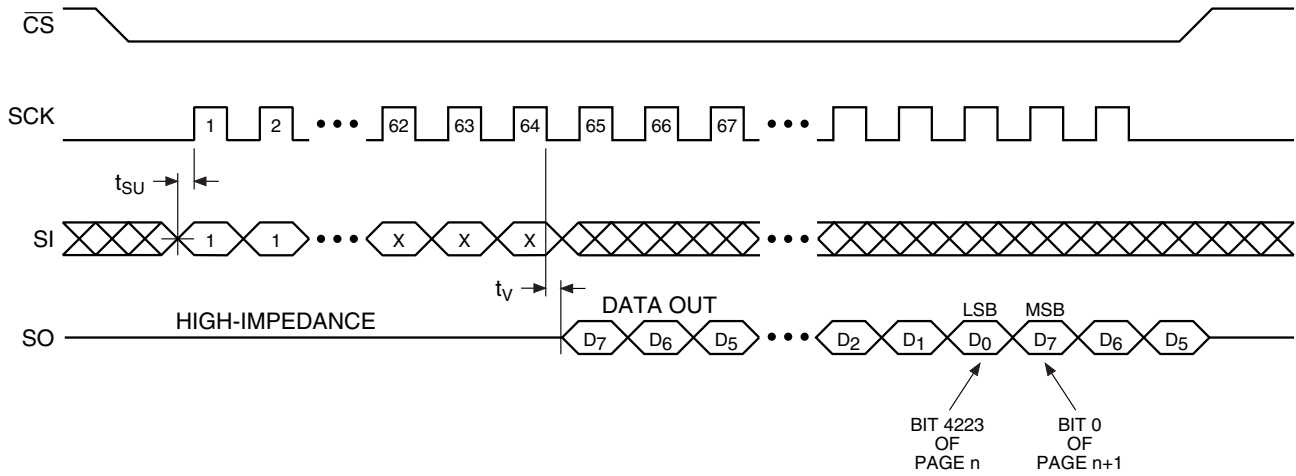 CS
SCK 1 2 ••• 62 63 64 65 66 67 •••
tSU
SI 1 1 ••• X X X •••
tV
DATA OUT
HIGH-IMPEDANCE
LSB MSB
SO D7 D6 D5 ••• D2 D1 D0 D7 D6 D5
BIT 4223
OF
PAGE n
BIT 0
OF
PAGE n+1